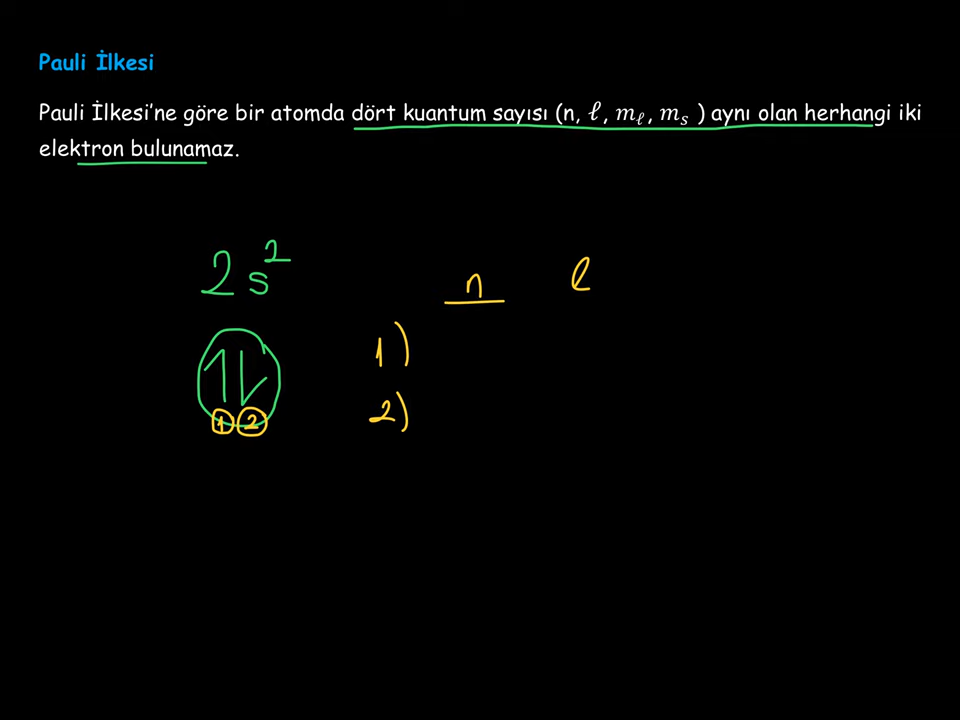 Pauli İlkesi
Pauli İlkesi'ne göre bir atomda dört kuantum sayısı (n, ℓ, mℓ, ms ) aynı olan herhangi iki
elektron bulunamaz.
2s² n ℓ
1)
1 2 2)